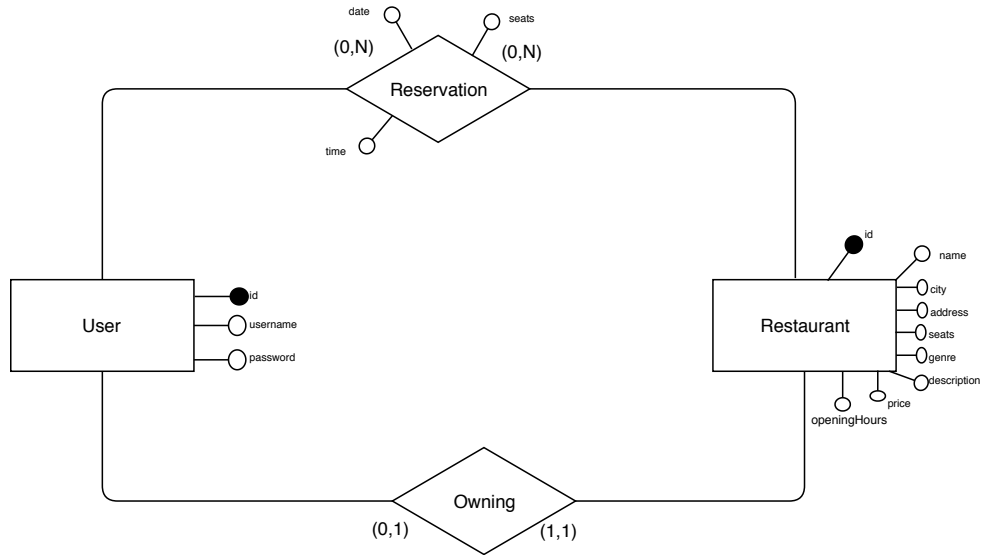 date
seats
(0,N)
(0,N)
Reservation
time
id
name
city
address
seats
genre
description
price
openingHours
Restaurant
User
id
username
password
Owning
(0,1)
(1,1)